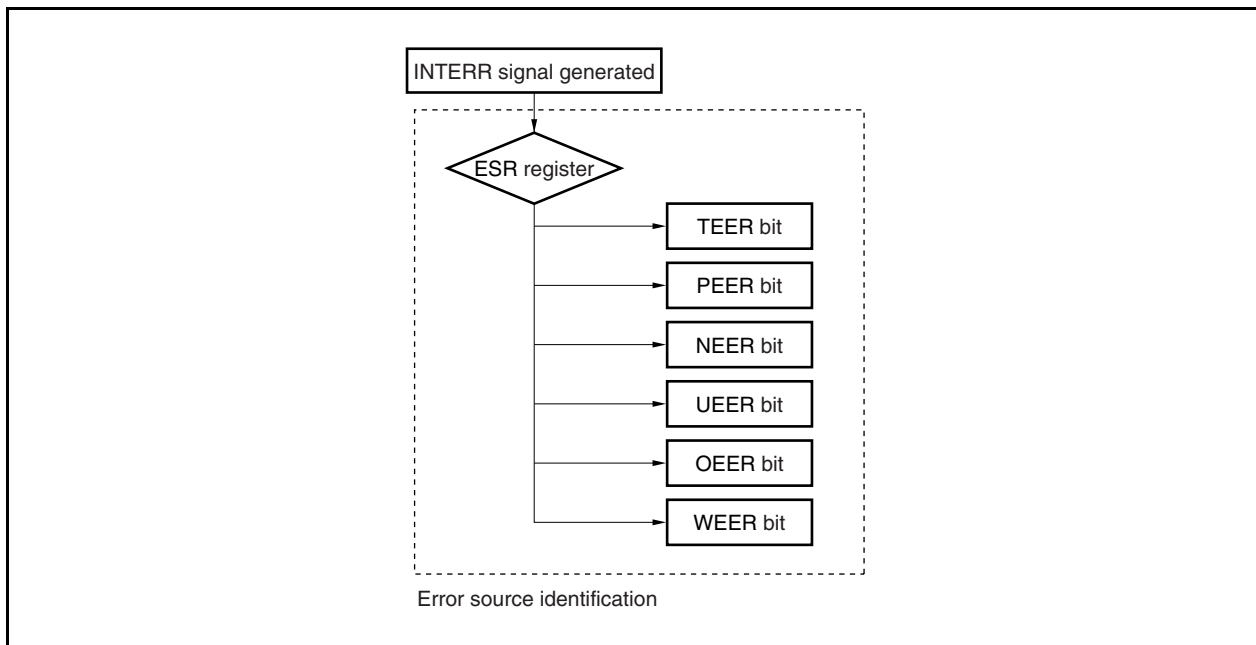 INTERR signal generated
ESR register
TEER bit
PEER bit
NEER bit
UEER bit
OEER bit
WEER bit
Error source identification